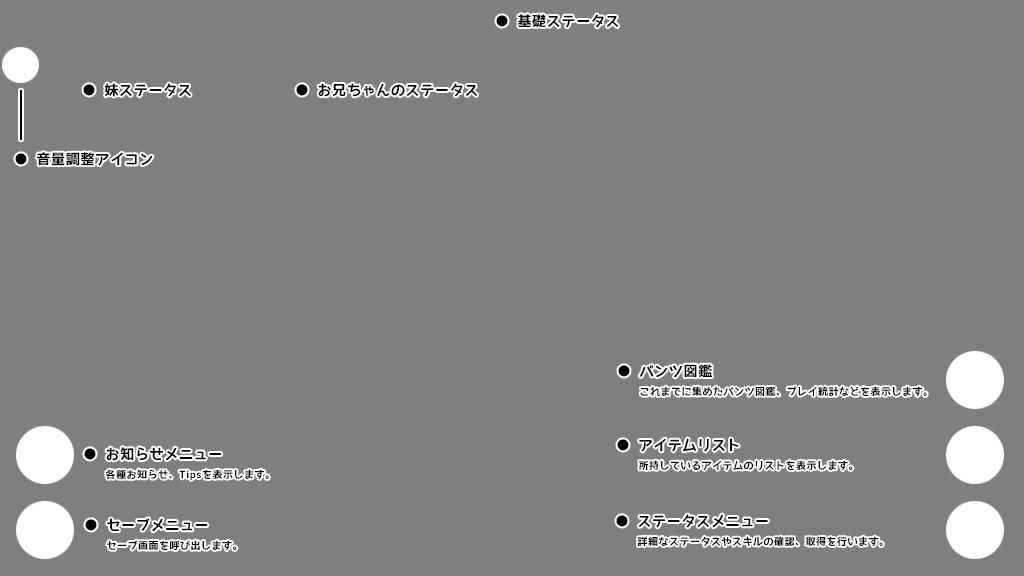 基礎ステータス
妹ステータス
お兄ちゃんのステータス
音量調整アイコン
パンツ図鑑
これまでに集めたパンツ図鑑、プレイ統計などを表示します。
アイテムリスト
所持しているアイテムのリストを表示します。
お知らせメニュー
各種お知らせ、Tipsを表示します。
ステータスメニュー
詳細なステータスやスキルの確認、取得を行います。
セーブメニュー
セーブ画面を呼び出します。